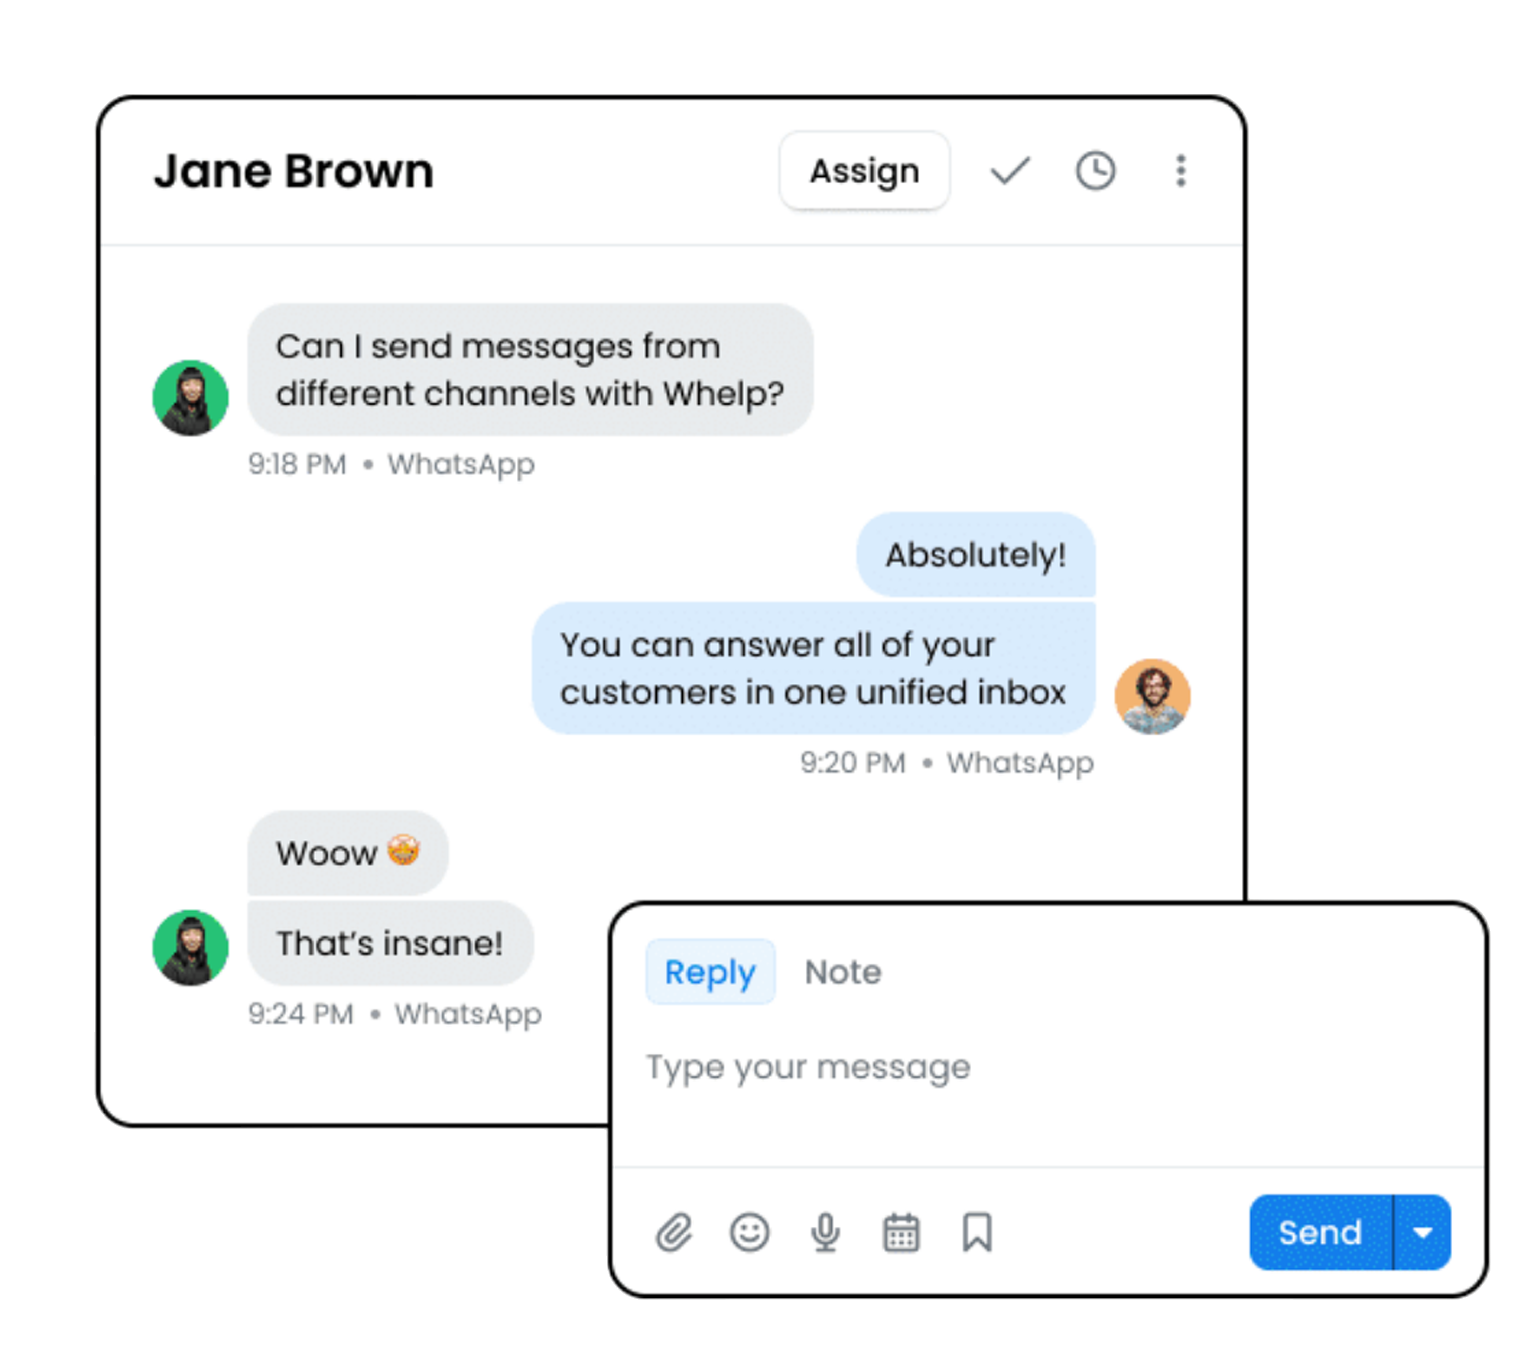 Jane Brown
Assign
Can I send messages from
different channels with Whelp?
9:18 PM • WhatsApp
Absolutely!
You can answer all of your
customers in one unified inbox
9:20 PM • WhatsApp
Woow 🤯
That’s insane!
9:24 PM • WhatsApp
Reply Note
Type your message
Send